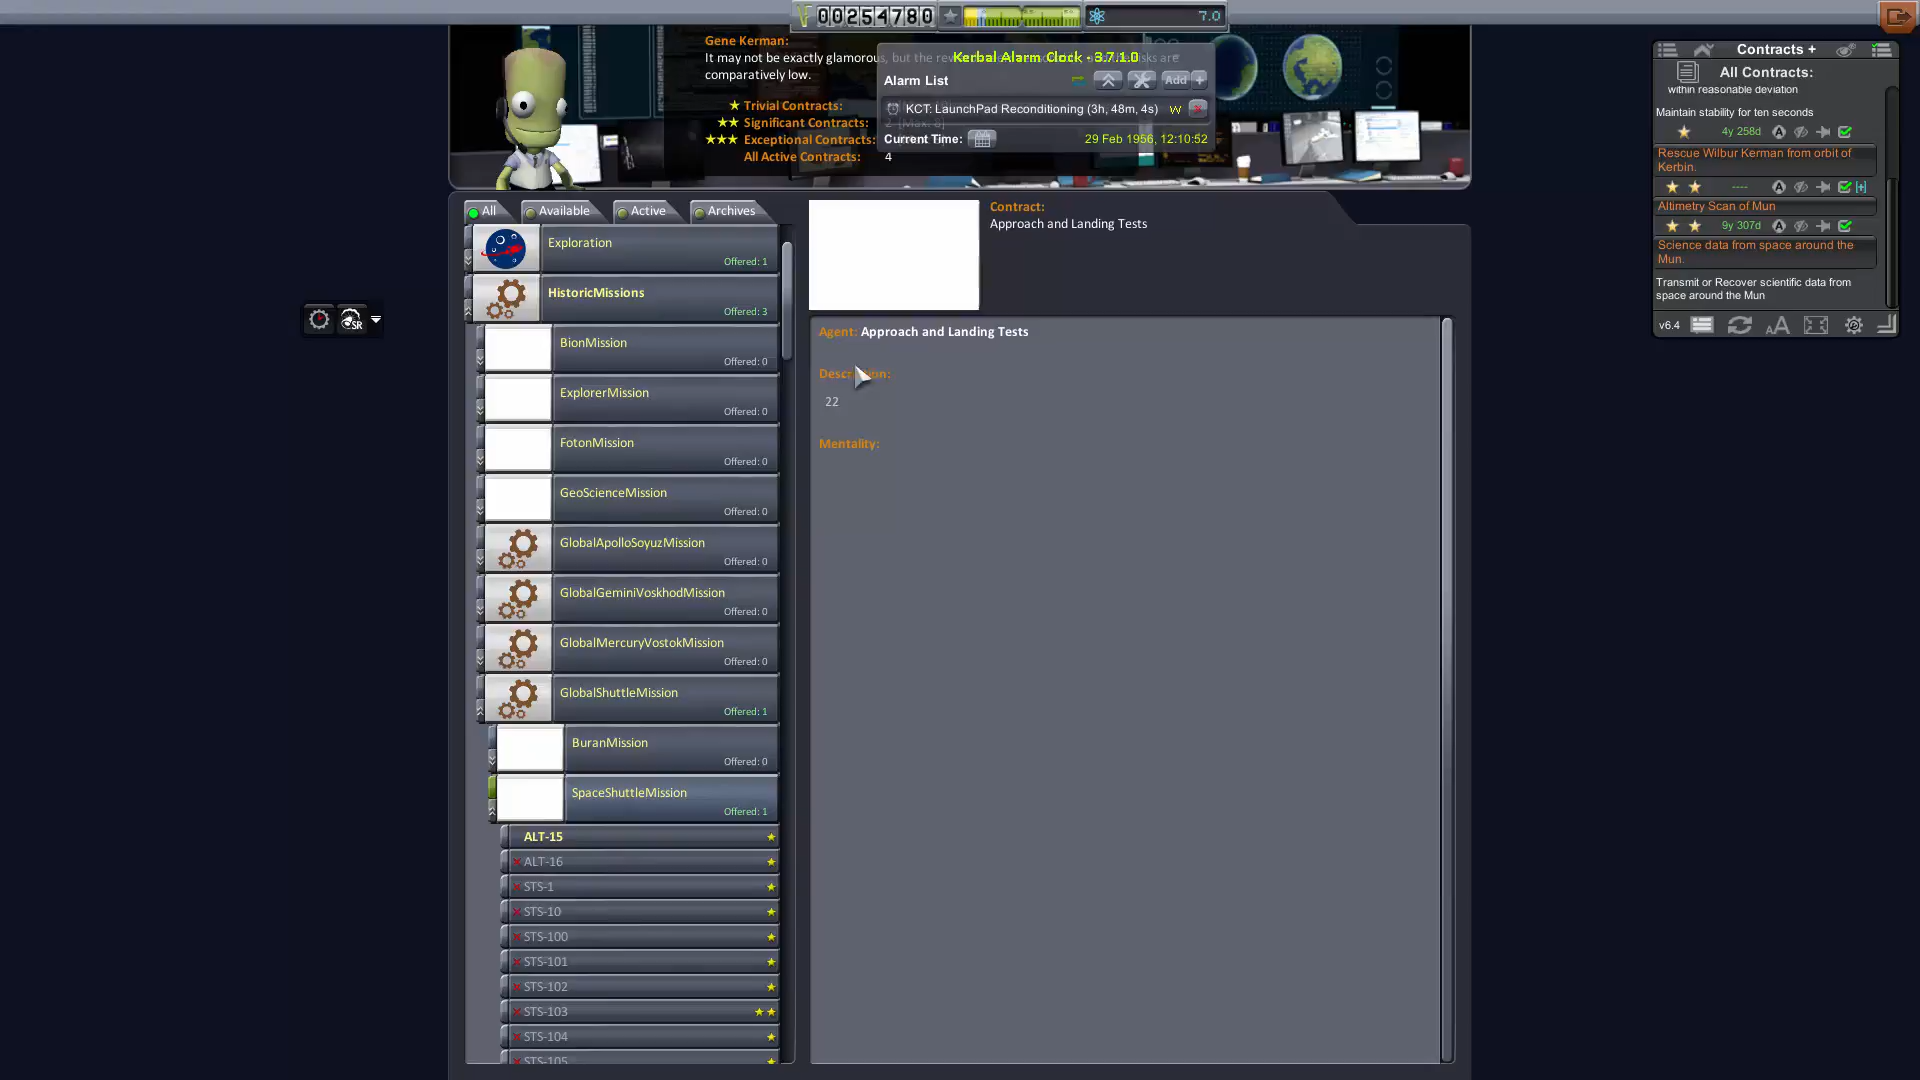 00254780
7.0
Gene Kerman:
It may not be exactly glamorous, but the
comparatively low.
Trivial Contracts:
Significant Contracts:
Exceptional Contracts:
All Active Contracts: 4
Kerbal Alarm Clock - 3.7.1.0
Alarm List
Add +
KCT: LaunchPad Reconditioning (3h, 48m, 4s) W
Current Time: 29 Feb 1956, 12:10:52
All Available Active Archives
Exploration
Offered: 1
HistoricMissions
Offered: 3
BionMission
Offered: 0
ExplorerMission
Offered: 0
FotonMission
Offered: 0
GeoScienceMission
Offered: 0
GlobalApolloSoyuzMission
Offered: 0
GlobalGeminiVoskhodMission
Offered: 0
GlobalMercuryVostokMission
Offered: 0
GlobalShuttleMission
Offered: 1
BuranMission
Offered: 0
SpaceShuttleMission
Offered: 1
ALT-15
ALT-16
STS-1
STS-10
STS-100
STS-101
STS-102
STS-103
STS-104
STS-105
Contract:
Approach and Landing Tests
Agent: Approach and Landing Tests
Description:
22
Mentality:
SR
Contracts +
All Contracts:
within reasonable deviation
Maintain stability for ten seconds
4y 258d
Rescue Wilbur Kerman from orbit of
Kerbin.
---- [+]
Altimetry Scan of Mun
9y 307d
Science data from space around the
Mun.
Transmit or Recover scientific data from
space around the Mun
v6.4